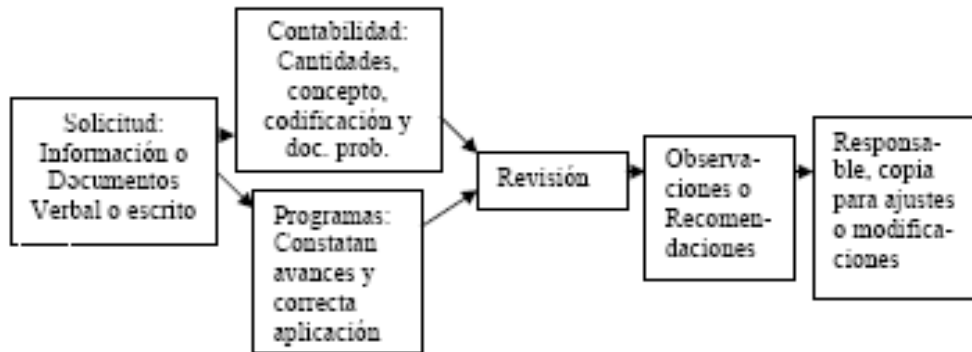 Solicitud:
Información o
Documentos
Verbal o escrito
Contabilidad:
Cantidades,
concepto,
codificación y
doc. prob.
Programas:
Constatan
avances y
correcta
aplicación
Revisión
Observa-
ciones o
Recomen-
daciones
Responsa-
ble, copia
para ajustes
o modifica-
ciones